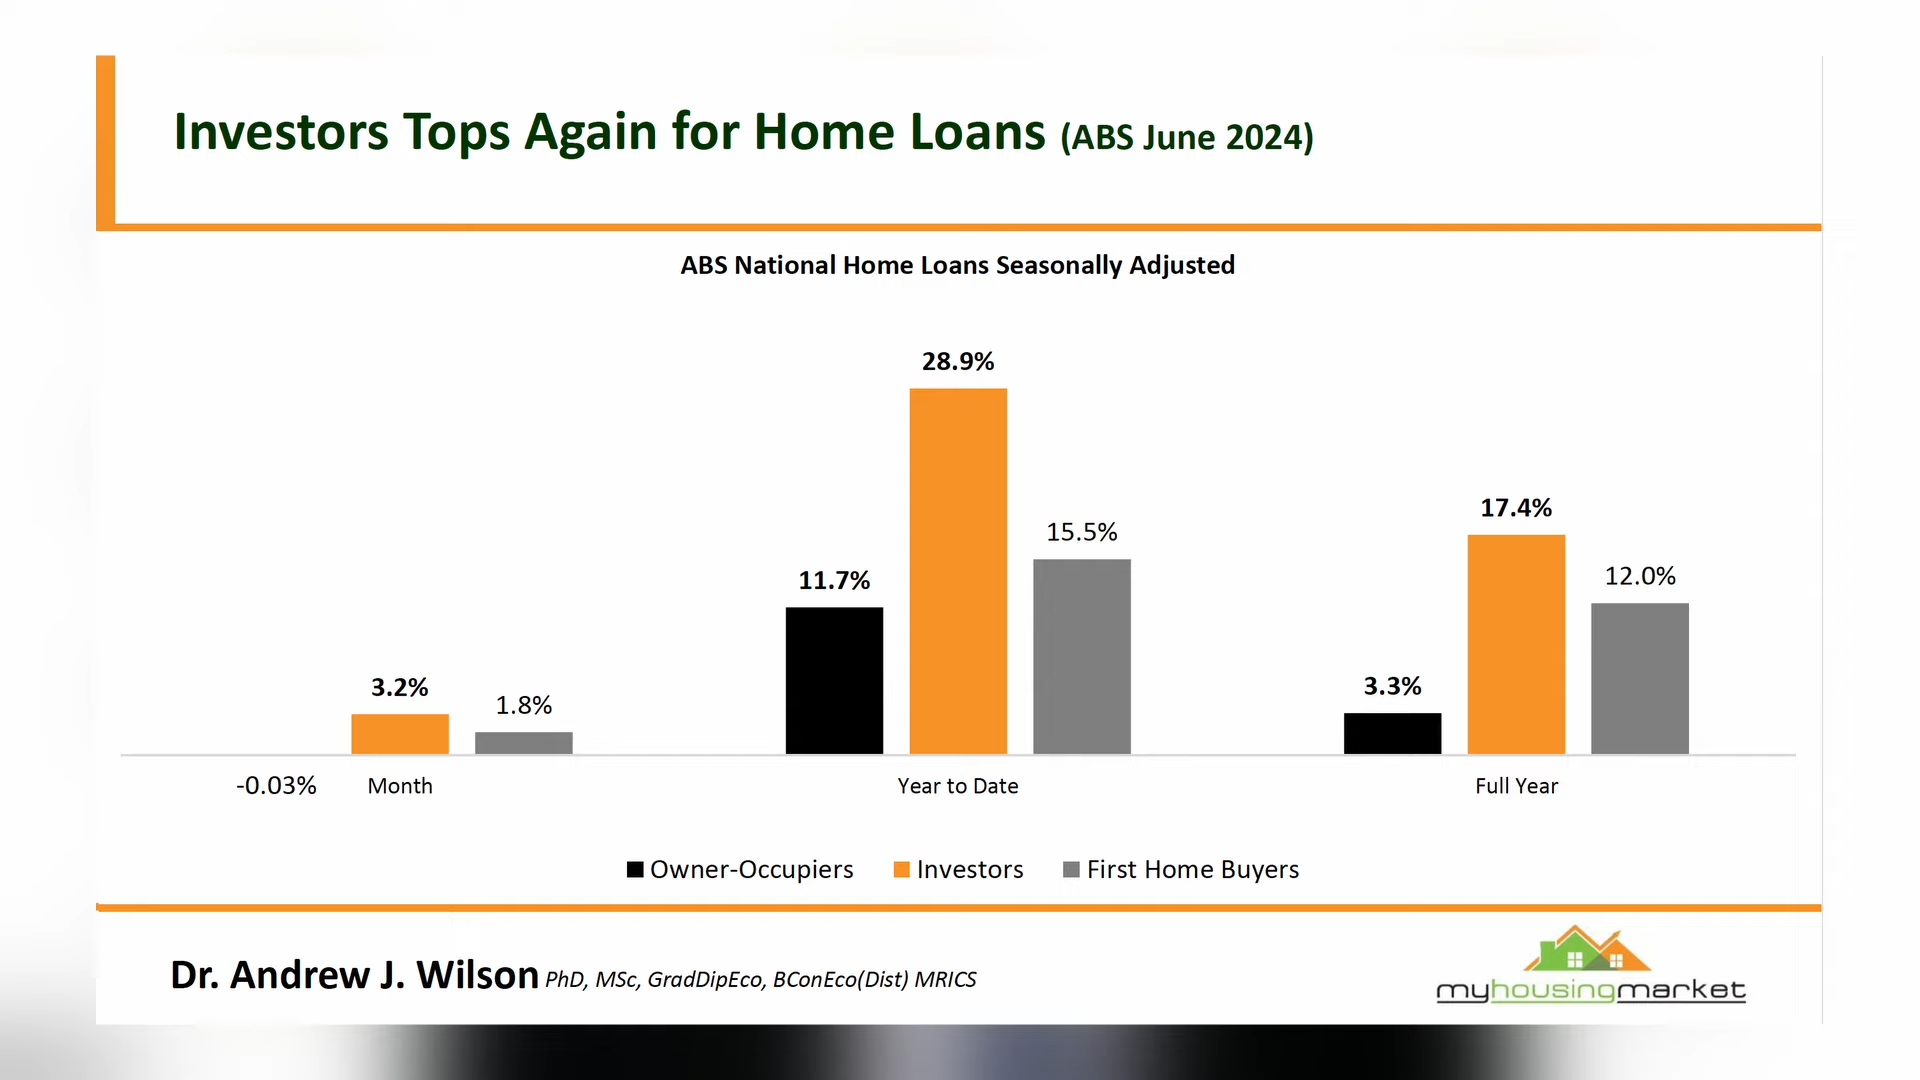 Investors Tops Again for Home Loans (ABS June 2024)
ABS National Home Loans Seasonally Adjusted
28.9%
17.4%
15.5%
12.0%
11.7%
3.2%
1.8%
3.3%
-0.03%
Month
Year to Date
Full Year
Owner-Occupiers
Investors
First Home Buyers
Dr. Andrew J. Wilson PhD, MSc, GradDipEco, BConEco(Dist) MRICS
myhousingmarket